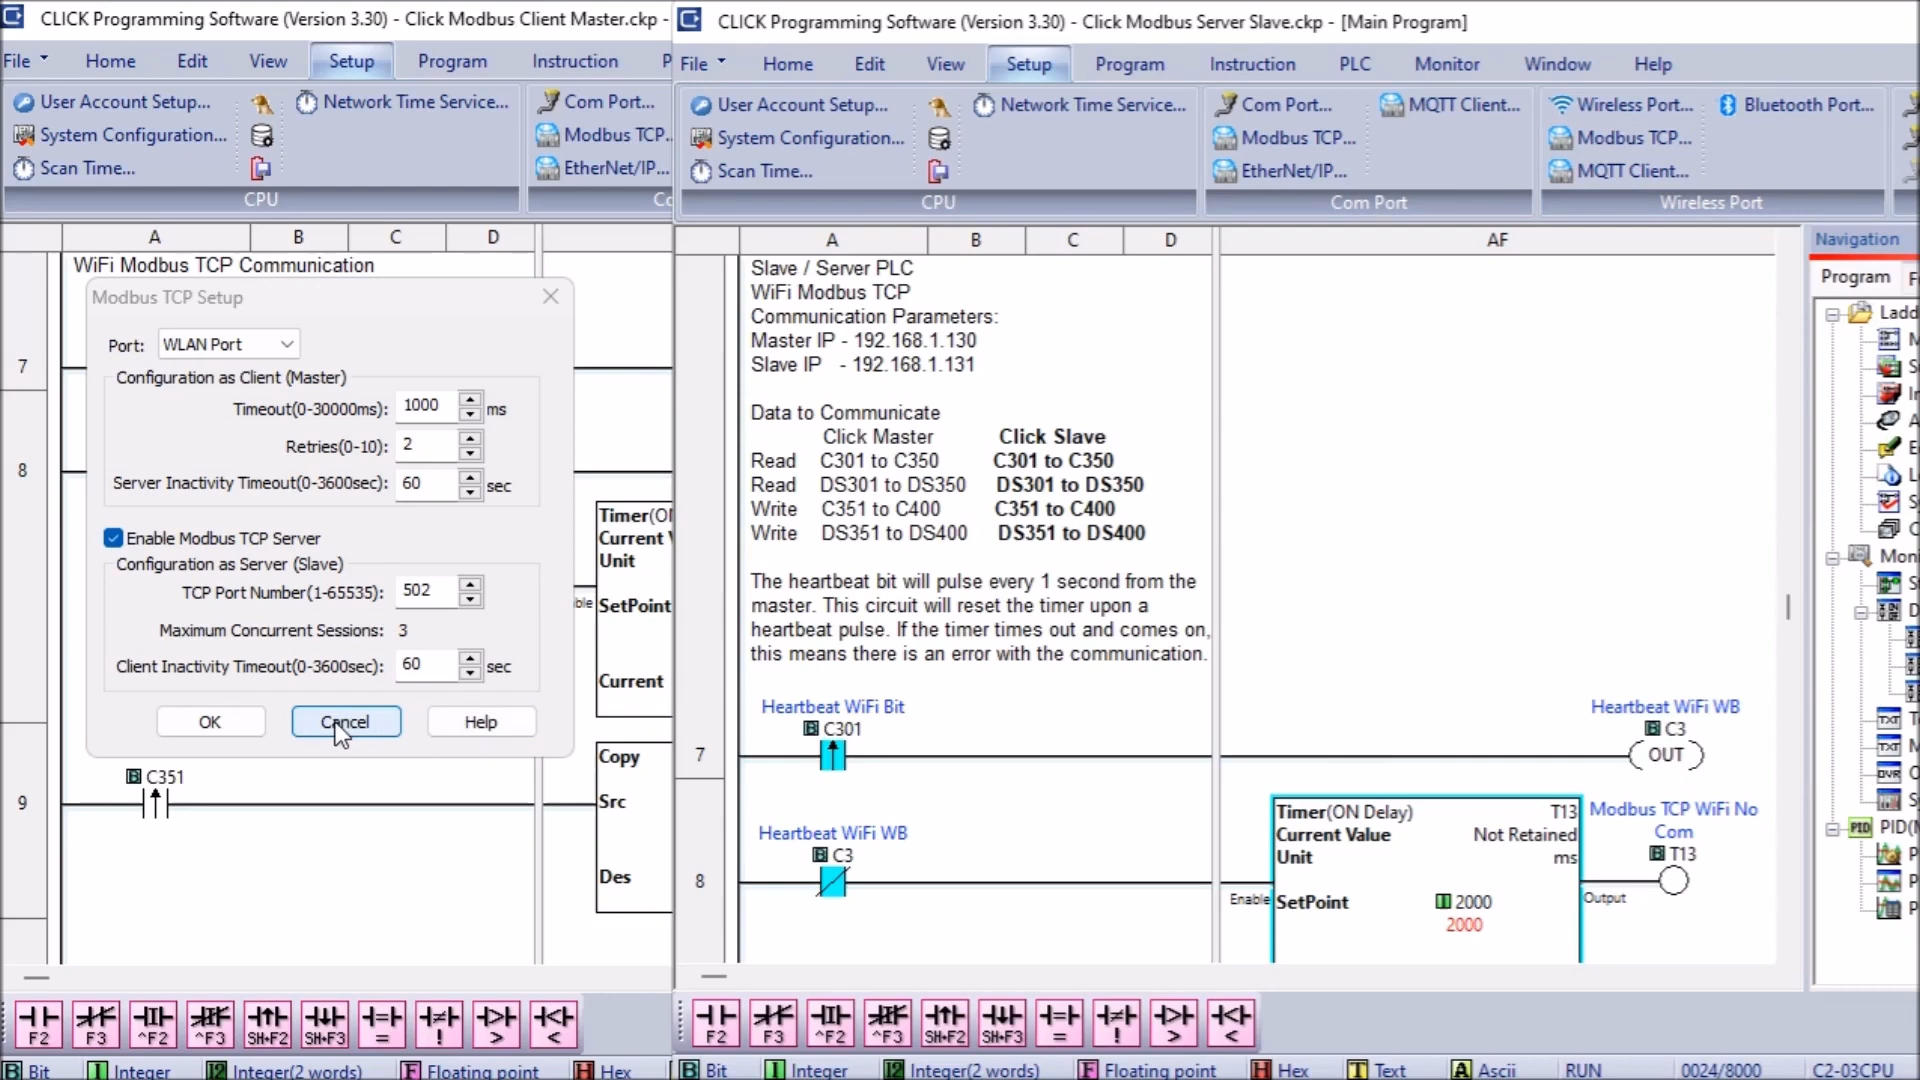 CLICK Programming Software (Version 3.30) - Click Modbus Client Master.ckp -
File Home Edit View Setup Program Instruction P
User Account Setup... Network Time Service... Com Port...
System Configuration... Modbus TCP...
Scan Time... EtherNet/IP...
CPU
A B C D
WiFi Modbus TCP Communication
Modbus TCP Setup
Port: WLAN Port
Configuration as Client (Master)
Timeout(0-30000ms): 1000 ms
Retries(0-10): 2
Server Inactivity Timeout(0-3600sec): 60 sec
Enable Modbus TCP Server
Configuration as Server (Slave)
TCP Port Number(1-65535): 502
Maximum Concurrent Sessions: 3
Client Inactivity Timeout(0-3600sec): 60 sec
OK Cancel Help
7
8
9
Timer(O
Current
Unit
ble SetPoint
Current
Copy
Src
Des
B C351
F2 F3 ^F2 ^F3 SH+F2 SH+F3 = ! > <
B Bit I Integer I2 Integer(2 words) F Floating point H Hex
CLICK Programming Software (Version 3.30) - Click Modbus Server Slave.ckp - [Main Program]
File Home Edit View Setup Program Instruction PLC Monitor Window Help
User Account Setup... Network Time Service... Com Port... MQTT Client... Wireless Port... Bluetooth Port...
System Configuration... Modbus TCP... Modbus TCP...
Scan Time... EtherNet/IP... MQTT Client...
CPU Com Port Wireless Port
A B C D AF
Slave / Server PLC
WiFi Modbus TCP
Communication Parameters:
Master IP - 192.168.1.130
Slave IP - 192.168.1.131
Data to Communicate
Click Master Click Slave
Read C301 to C350 C301 to C350
Read DS301 to DS350 DS301 to DS350
Write C351 to C400 C351 to C400
Write DS351 to DS400 DS351 to DS400
The heartbeat bit will pulse every 1 second from the
master. This circuit will reset the timer upon a
heartbeat pulse. If the timer times out and comes on,
this means there is an error with the communication.
Heartbeat WiFi Bit Heartbeat WiFi WB
B C301 B C3
7 OUT
Heartbeat WiFi WB
B C3
8
Timer(ON Delay) T13
Current Value Not Retained
Unit ms
Enable SetPoint I 2000
2000
Output
Modbus TCP WiFi No
Com
B T13
Navigation
Program F
Ladd
Moni
PID PID(M
F2 F3 ^F2 ^F3 SH+F2 SH+F3 = ! > <
B Bit I Integer I2 Integer(2 words) F Floating point H Hex T Text A Ascii RUN 0024/8000 C2-03CPU